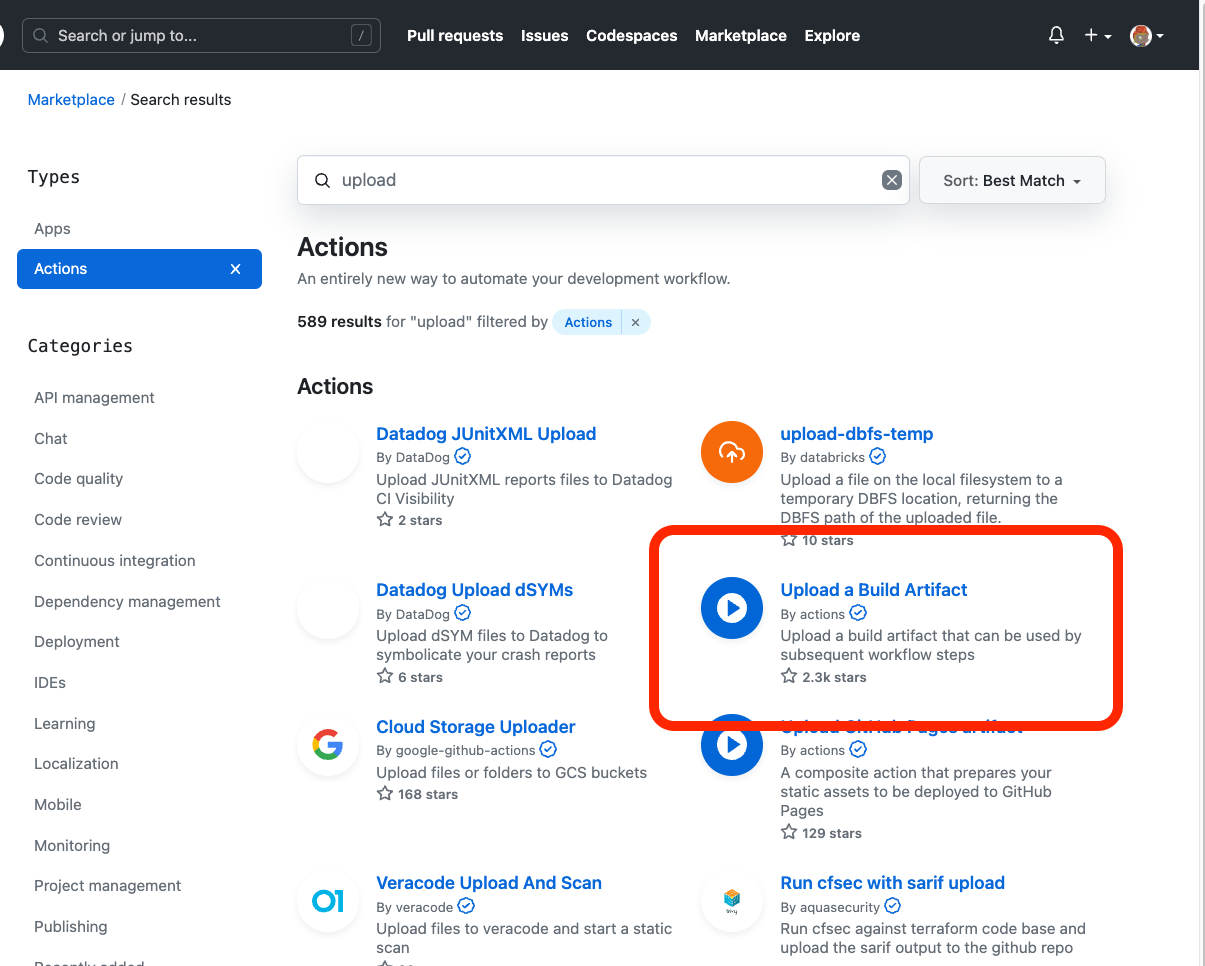 Search or jump to...
/
Pull requests
Issues
Codespaces
Marketplace
Explore
Marketplace / Search results
Types
Apps
Actions
Categories
API management
Chat
Code quality
Code review
Continuous integration
Dependency management
Deployment
IDEs
Learning
Localization
Mobile
Monitoring
Project management
Publishing
Recently added
upload
Sort: Best Match
Actions
An entirely new way to automate your development workflow.
589 results for "upload" filtered by Actions
Actions
Datadog JUnitXML Upload
By DataDog
Upload JUnitXML reports files to Datadog
CI Visibility
2 stars
upload-dbfs-temp
By databricks
Upload a file on the local filesystem to a
temporary DBFS location, returning the
DBFS path of the uploaded file.
10 stars
Datadog Upload dSYMs
By DataDog
Upload dSYM files to Datadog to
symbolicate your crash reports
6 stars
Upload a Build Artifact
By actions
Upload a build artifact that can be used by
subsequent workflow steps
2.3k stars
Cloud Storage Uploader
By google-github-actions
Upload files or folders to GCS buckets
168 stars
Upload GitHub Pages artifact
By actions
A composite action that prepares your
static assets to be deployed to GitHub
Pages
129 stars
Veracode Upload And Scan
By veracode
Upload files to veracode and start a static
scan
Run cfsec with sarif upload
By aquasecurity
Run cfsec against terraform code base and
upload the sarif output to the github repo